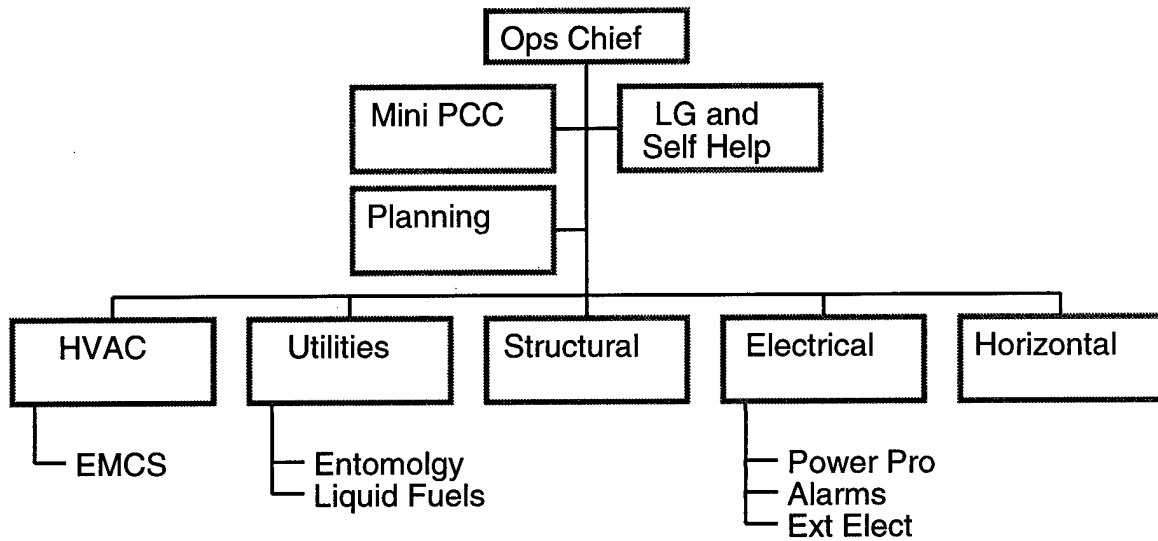 Ops Chief
Mini PCC
LG and
Self Help
Planning
HVAC
Utilities
Structural
Electrical
Horizontal
EMCS
Entomolgy
Liquid Fuels
Power Pro
Alarms
Ext Elect